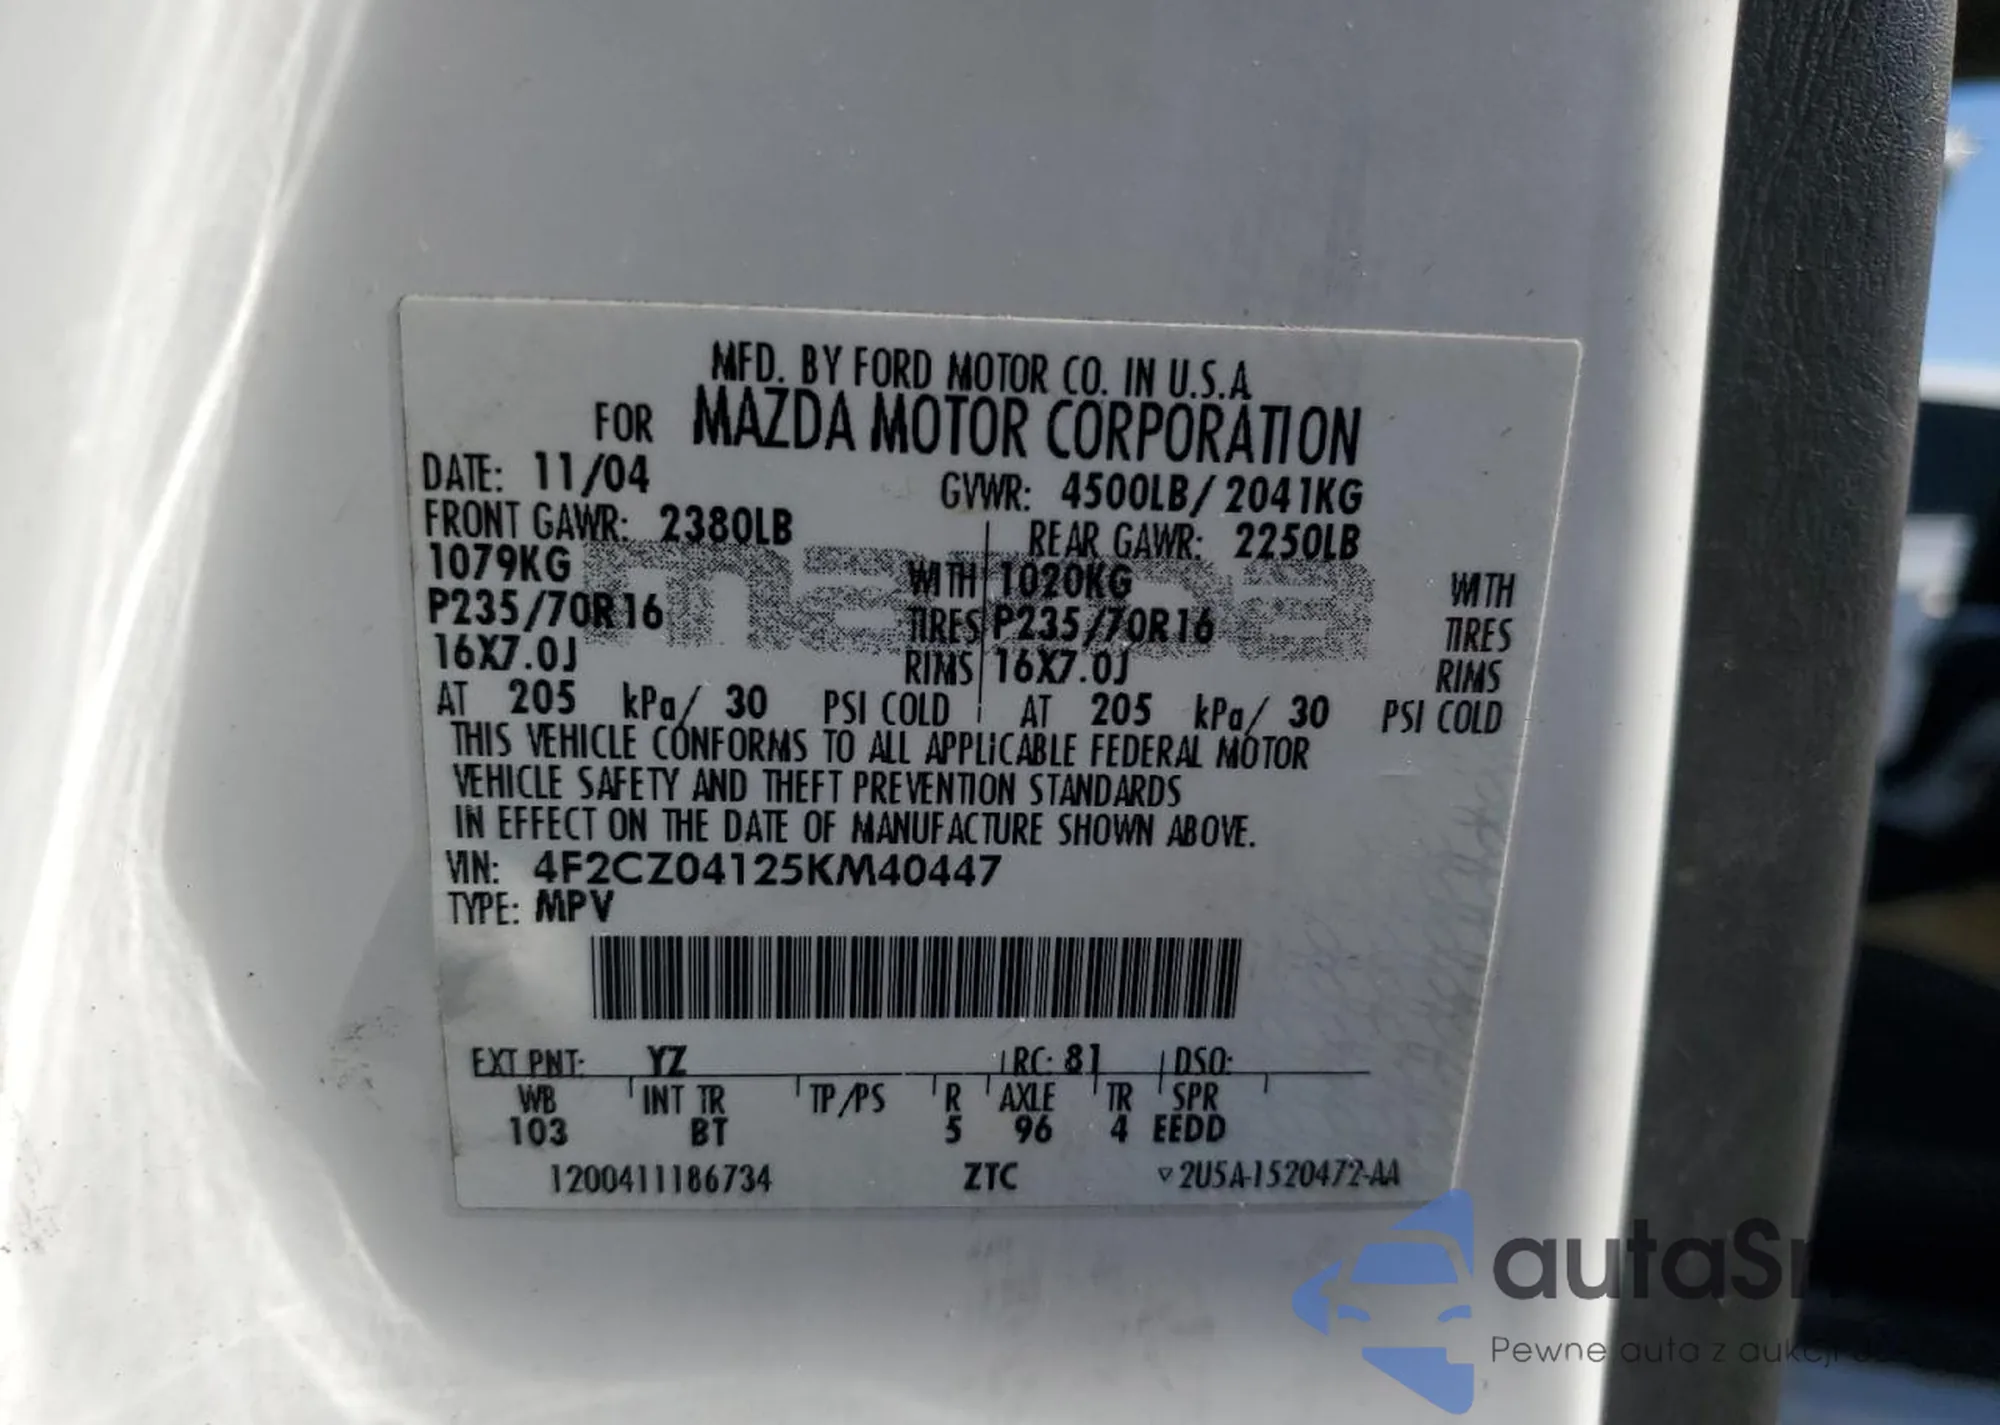 MFD. BY FORD MOTOR CO. IN U.S.A
FOR MAZDA MOTOR CORPORATION
DATE: 11/04 GVWR: 4500LB/2041KG
FRONT GAWR: 2380LB REAR GAWR: 2250LB
1079KG WITH 1020KG WITH
P235/70R16 TIRES P235/70R16 TIRES
16X7.0J RIMS 16X7.0J RIMS
AT 205 kPa/ 30 PSI COLD AT 205 kPa/ 30 PSI COLD
THIS VEHICLE CONFORMS TO ALL APPLiCABLE FEDERAL MOTOR
VEHICLE SAFETY AND THEFT PREVENTION STANDARDS
IN EFFECT ON THE DATE OF MANUFACTURE SHOWN ABOVE.
VIN: 4F2CZ04125KM40447
TYPE: MPV
EXT PNT: YZ RC: 81 DSO:
WB INT TR TP/PS R AXLE TR SPR
103 BT 5 96 4 EEDD
1200411186734 ZTC 2U5A-1520472-AA
autaSr
Pewne auta z aukcji